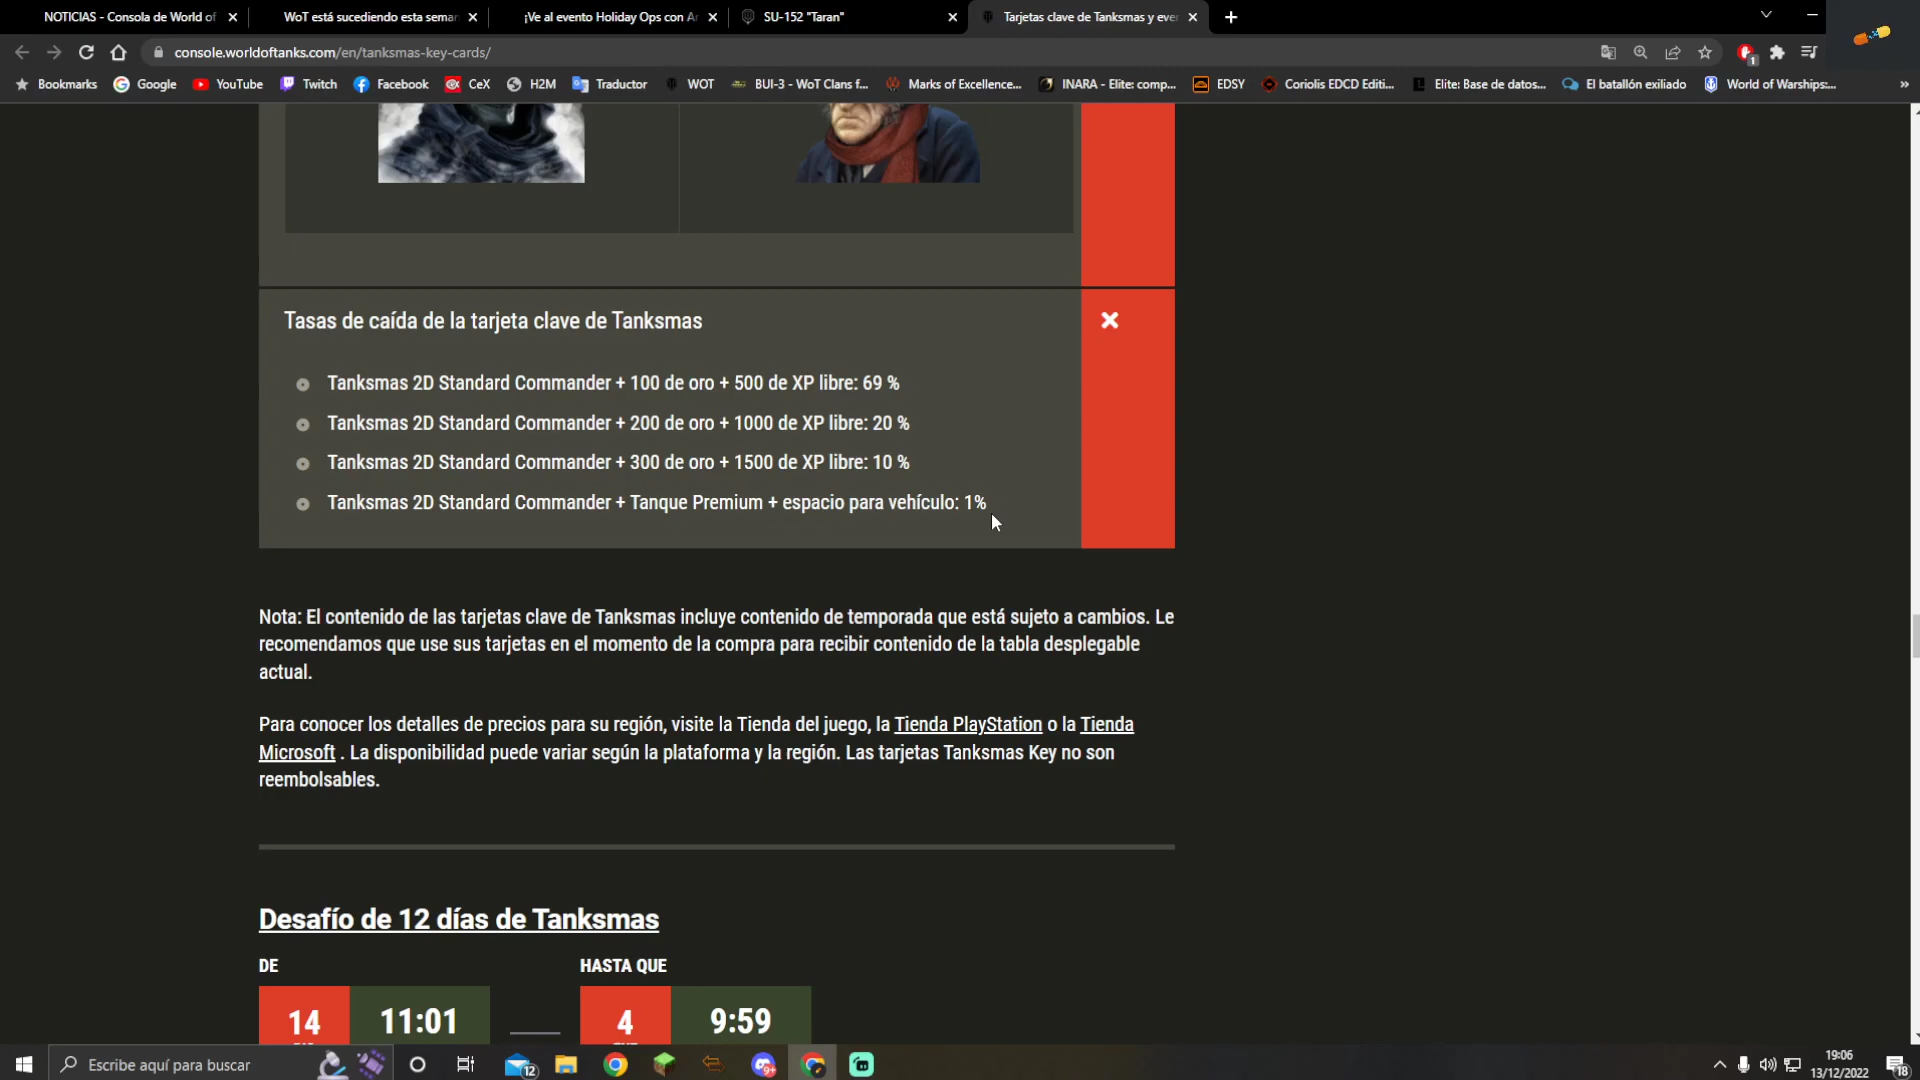 NOTICIAS - Consola de World of
WoT está sucediendo esta sema
¡Ve al evento Holiday Ops con Ar
SU-152 "Taran"
Tarjetas clave de Tanksmas y eve
console.worldoftanks.com/en/tanksmas-key-cards/
Bookmarks Google YouTube Twitch Facebook CeX H2M Traductor WOT BUI-3 - WoT Clans f... Marks of Excellence... INARA - Elite: comp... EDSY Coriolis EDCD Editi... Elite: Base de datos... El batallón exiliado World of Warships:... »
Tasas de caída de la tarjeta clave de Tanksmas
Tanksmas 2D Standard Commander + 100 de oro + 500 de XP libre: 69 %
Tanksmas 2D Standard Commander + 200 de oro + 1000 de XP libre: 20 %
Tanksmas 2D Standard Commander + 300 de oro + 1500 de XP libre: 10 %
Tanksmas 2D Standard Commander + Tanque Premium + espacio para vehículo: 1%
Nota: El contenido de las tarjetas clave de Tanksmas incluye contenido de temporada que está sujeto a cambios. Le
recomendamos que use sus tarjetas en el momento de la compra para recibir contenido de la tabla desplegable
actual.
Para conocer los detalles de precios para su región, visite la Tienda del juego, la Tienda PlayStation o la Tienda
Microsoft . La disponibilidad puede variar según la plataforma y la región. Las tarjetas Tanksmas Key no son
reembolsables.
Desafío de 12 días de Tanksmas
DE HASTA QUE
14 11:01 4 9:59
Escribe aquí para buscar
12
19:06
13/12/2022
18